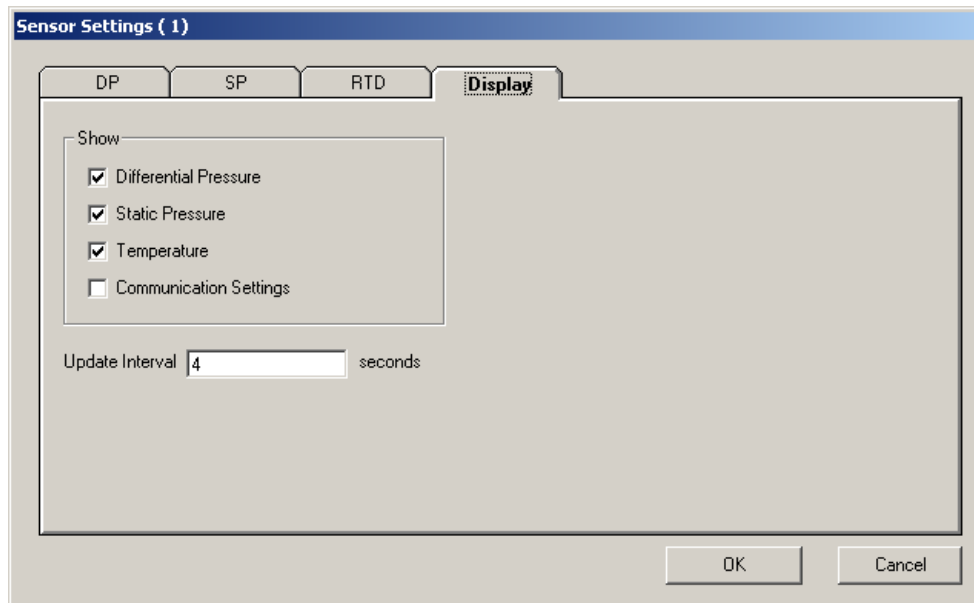 Sensor Settings ( 1)
DP SP RTD Display
Show
Differential Pressure
Static Pressure
Temperature
Communication Settings
Update Interval 4 seconds
OK Cancel